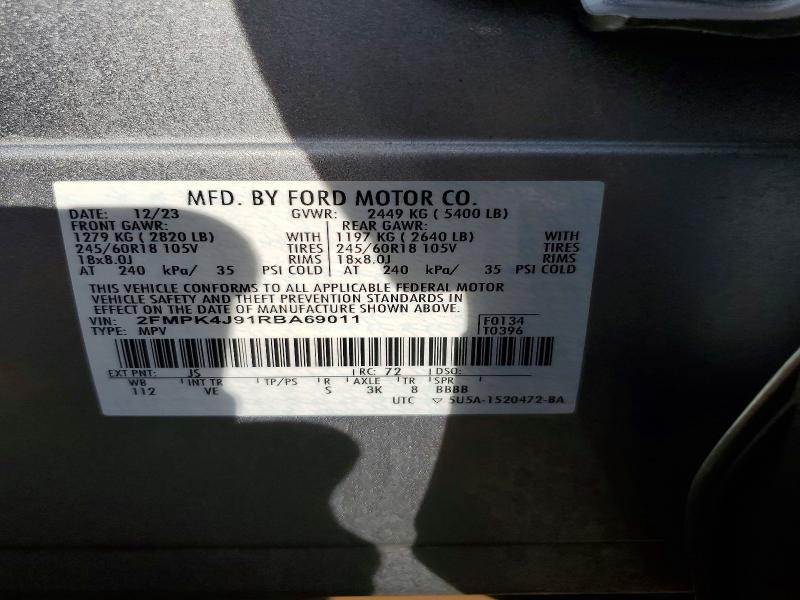 MFD. BY FORD MOTOR CO.
DATE: 12/23 GVWR: 2449 KG ( 5400 LB)
FRONT GAWR: REAR GAWR:
1279 KG ( 2820 LB) WITH 1197 KG ( 2640 LB) WITH
245/60R18 105V TIRES 245/60R18 105V TIRES
18x8.0J RIMS 18x8.0J RIMS
AT 240 kPa/ 35 PSI COLD AT 240 kPa/ 35 PSI COLD
THIS VEHICLE CONFORMS TO ALL APPLICABLE FEDERAL MOTOR
VEHICLE SAFETY AND THEFT PREVENTION STANDARDS IN
EFFECT ON THE DATE OF MANUFACTURE SHOWN ABOVE.
VIN: 2FMPK4J91RBA69011 F0134
TYPE: MPV T0396
EXT PNT: JS RC: 72 DSO:
WB INT TR TP/PS R AXLE TR SPR
112 VE S 3K 8 BBBB
UTC ▽ 5U5A-1520472-BA